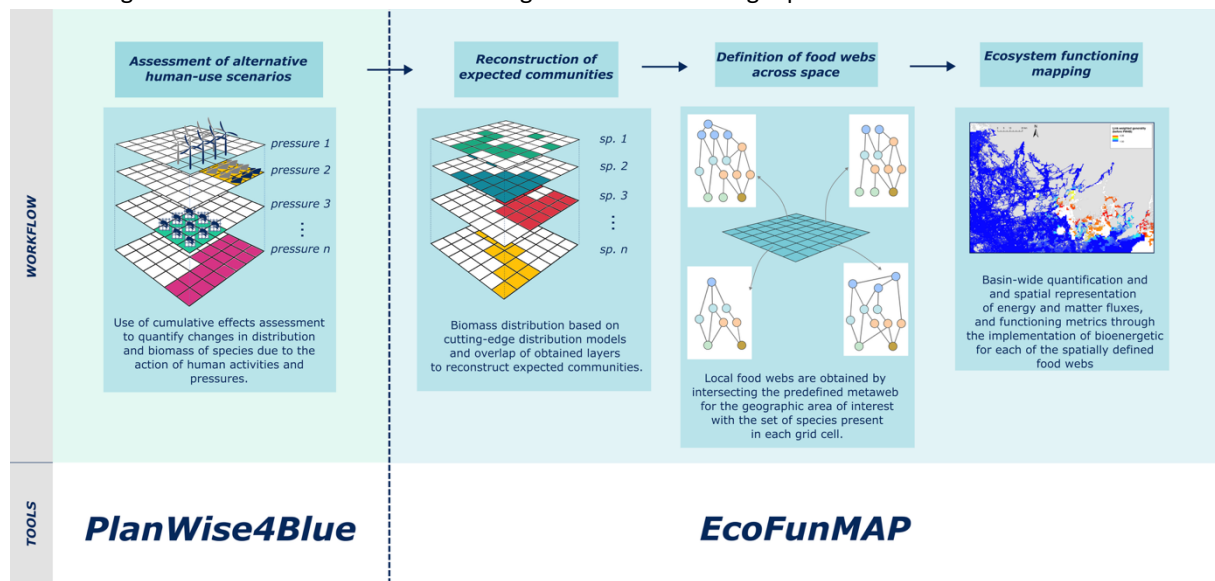 Assessment of alternative
human-use scenarios
Reconstruction of
expected communities
Definition of food webs
across space
Ecosystem functioning
mapping
WORKFLOW
pressure 1
pressure 2
pressure 3
pressure n
sp. 1
sp. 2
sp. 3
sp. n
Use of cumulative effects assessment
to quantify changes in distribution
and biomass of species due to the
action of human activities and
pressures.
Biomass distribution based on
cutting-edge distribution models
and overlap of obtained layers
to reconstruct expected communities.
Local food webs are obtained by
intersecting the predefined metaweb
for the geographic area of interest
with the set of species present
in each grid cell.
Basin-wide quantification and
and spatial representation
of energy and matter fluxes,
and functioning metrics through
the implementation of bioenergetic
for each of the spatially defined
food webs
TOOLS
PlanWise4Blue
EcoFunMAP